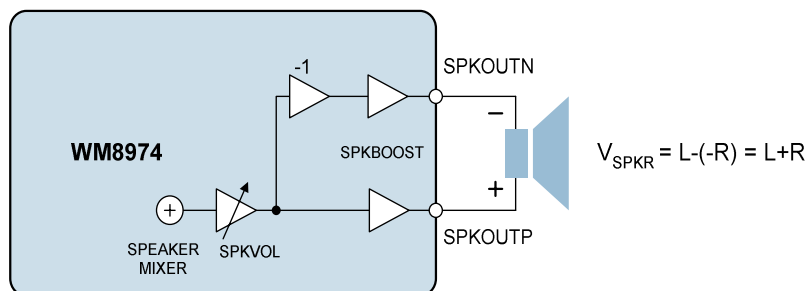 -1
SPKOUTN
WM8974
SPKBOOST
−
V_SPKR = L-(-R) = L+R
+
+
SPEAKER
MIXER
SPKVOL
SPKOUTP